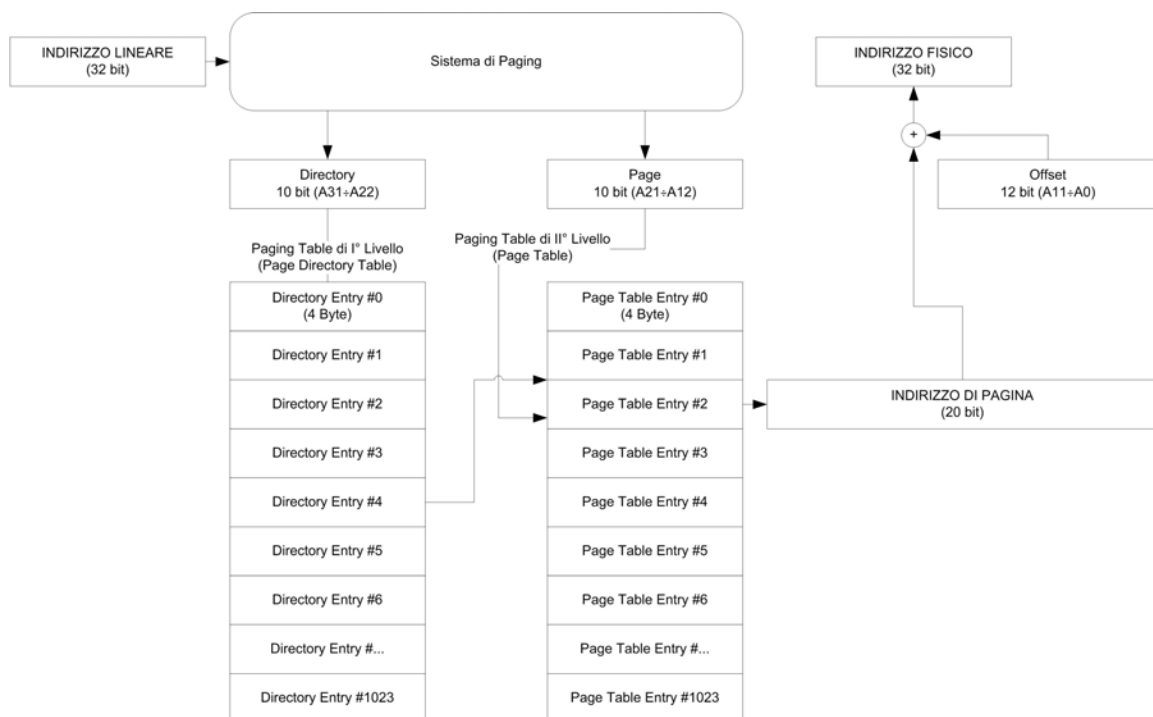 INDIRIZZO LINEARE
(32 bit)
Sistema di Paging
INDIRIZZO FISICO
(32 bit)
+
Directory
10 bit (A31÷A22)
Page
10 bit (A21÷A12)
Offset
12 bit (A11÷A0)
Paging Table di I° Livello
(Page Directory Table)
Paging Table di II° Livello
(Page Table)
Directory Entry #0
(4 Byte)
Directory Entry #1
Directory Entry #2
Directory Entry #3
Directory Entry #4
Directory Entry #5
Directory Entry #6
Directory Entry #...
Directory Entry #1023
Page Table Entry #0
(4 Byte)
Page Table Entry #1
Page Table Entry #2
Page Table Entry #3
Page Table Entry #4
Page Table Entry #5
Page Table Entry #6
Page Table Entry #...
Page Table Entry #1023
INDIRIZZO DI PAGINA
(20 bit)